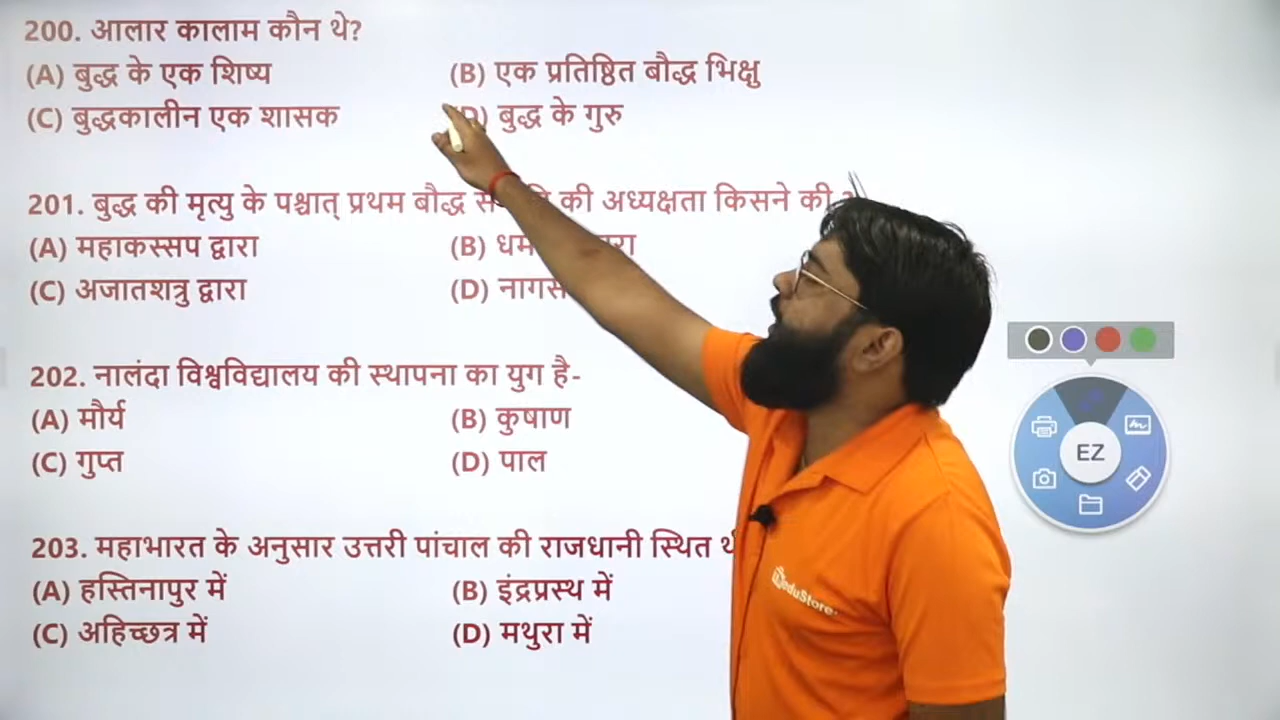 200. आलार कालाम कौन थे?
(A) बुद्ध के एक शिष्य (B) एक प्रतिष्ठित बौद्ध भिक्षु
(C) बुद्धकालीन एक शासक (D) बुद्ध के गुरु
201. बुद्ध की मृत्यु के पश्चात् प्रथम बौद्ध की अध्यक्षता किसने की
(A) महाकस्सप द्वारा (B)
(C) अजातशत्रु द्वारा (D)
202. नालंदा विश्वविद्यालय की स्थापना का युग है-
(A) मौर्य (B) कुषाण
(C) गुप्त (D) पाल
EZ
203. महाभारत के अनुसार उत्तरी पांचाल की राजधानी स्थित
(A) हस्तिनापुर में (B) इंद्रप्रस्थ में
(C) अहिच्छत्र में (D) मथुरा में
eduStore